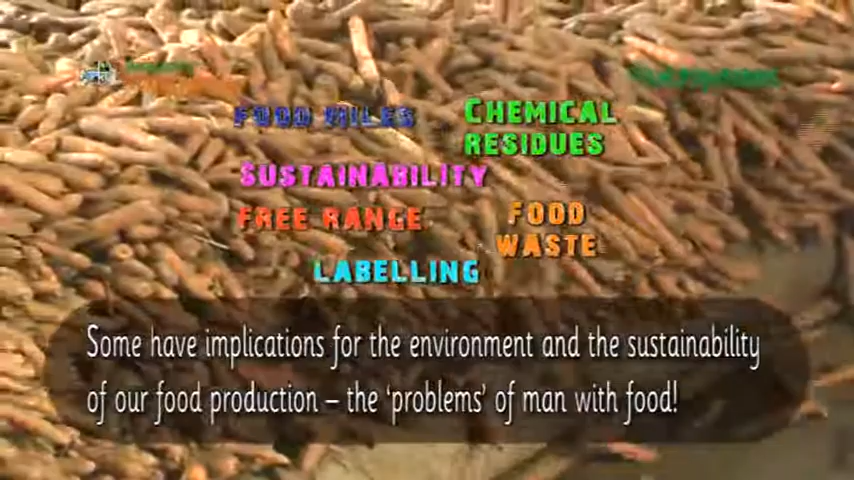 FOOD MILES
CHEMICAL
RESIDUES
SUSTAINABILITY
FREE RANGE
FOOD
WASTE
LABELLING
Some have implications for the environment and the sustainability
of our food production – the ‘problems’ of man with food!